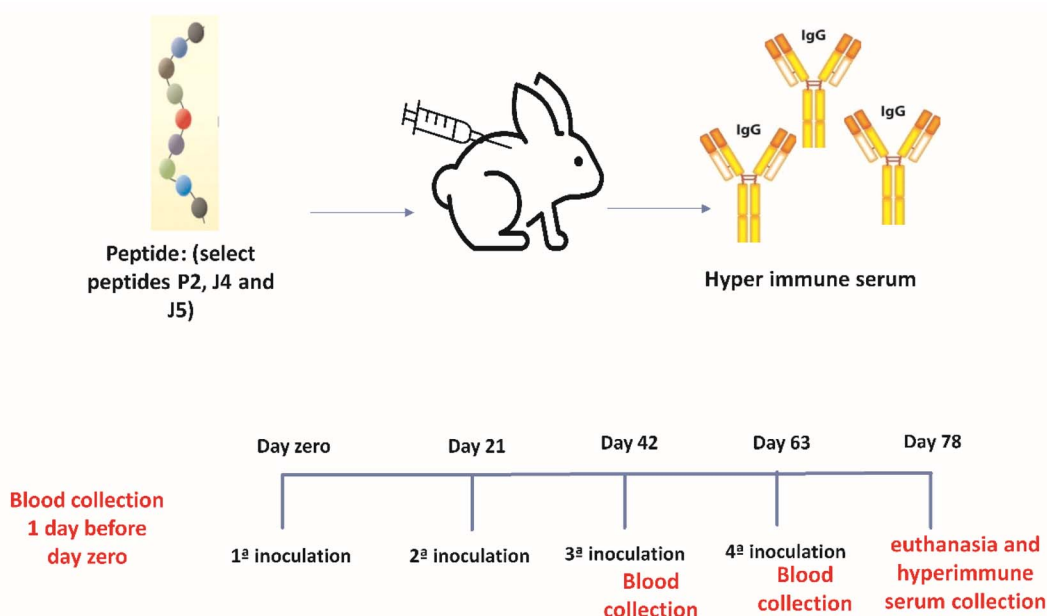 IgG
IgG
IgG
Peptide: (select
peptides P2, J4 and
J5)
Hyper immune serum
Day zero
Day 21
Day 42
Day 63
Day 78
Blood collection
1 day before
day zero
1ª inoculation
2ª inoculation
3ª inoculation
Blood
collection
4ª inoculation
Blood
collection
euthanasia and
hyperimmune
serum collection